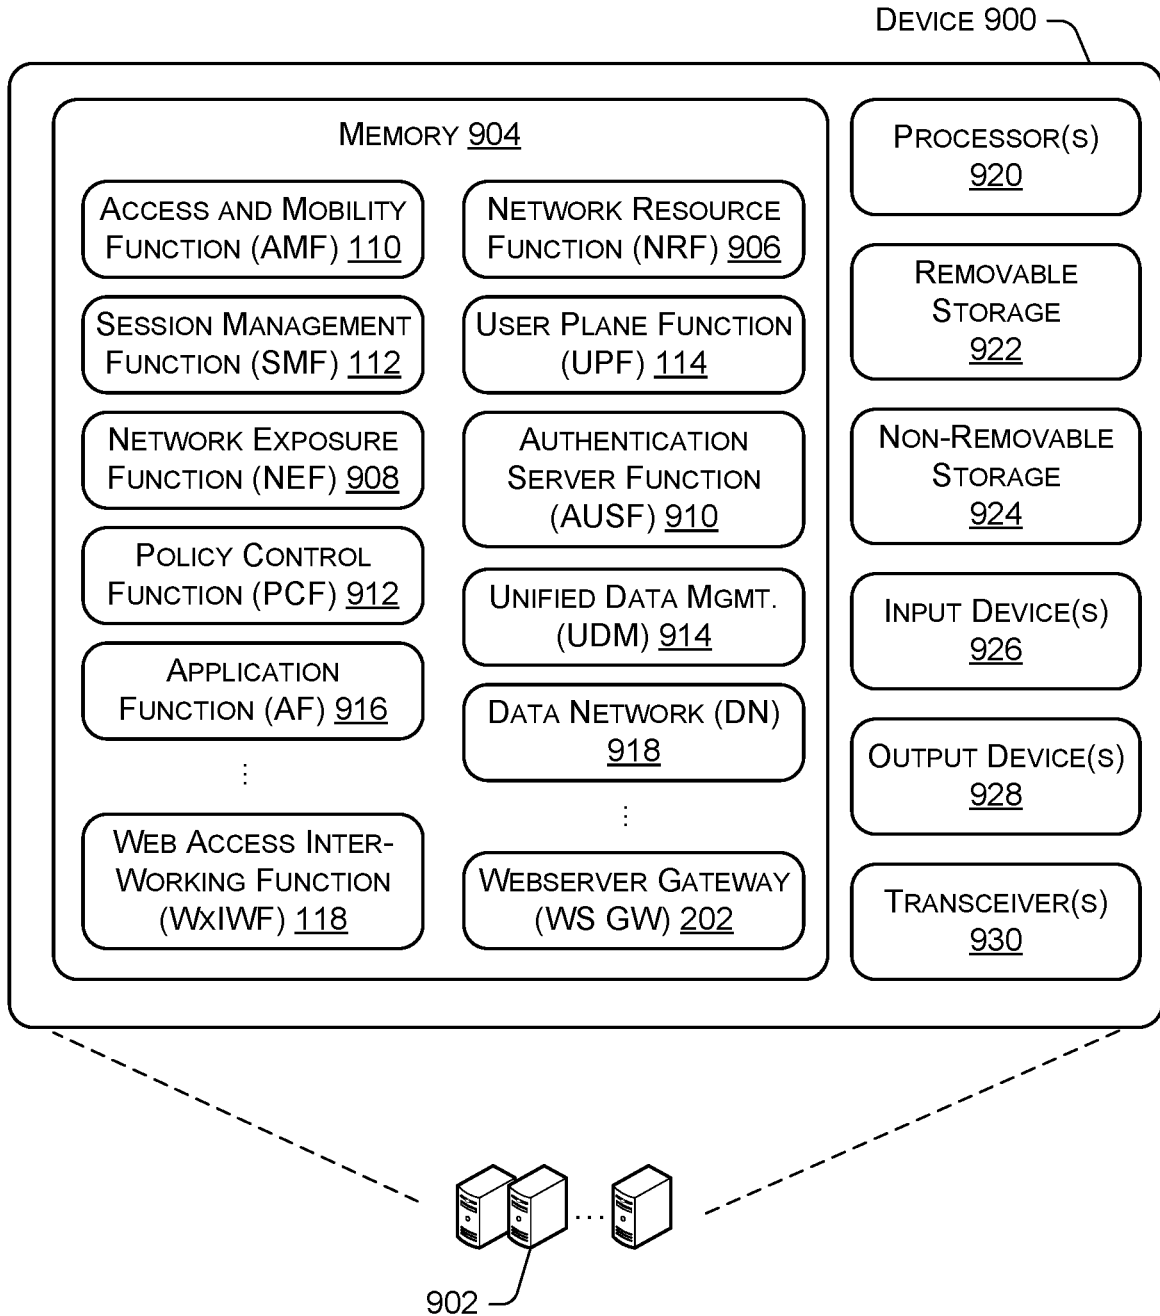 DEVICE 900
MEMORY 904
ACCESS AND MOBILITY
FUNCTION (AMF) 110
SESSION MANAGEMENT
FUNCTION (SMF) 112
NETWORK EXPOSURE
FUNCTION (NEF) 908
POLICY CONTROL
FUNCTION (PCF) 912
APPLICATION
FUNCTION (AF) 916
⋮
WEB ACCESS INTER-
WORKING FUNCTION
(WXIWF) 118
NETWORK RESOURCE
FUNCTION (NRF) 906
USER PLANE FUNCTION
(UPF) 114
AUTHENTICATION
SERVER FUNCTION
(AUSF) 910
UNIFIED DATA MGMT.
(UDM) 914
DATA NETWORK (DN)
918
⋮
WEBSERVER GATEWAY
(WS GW) 202
PROCESSOR(S)
920
REMOVABLE
STORAGE
922
NON-REMOVABLE
STORAGE
924
INPUT DEVICE(S)
926
OUTPUT DEVICE(S)
928
TRANSCEIVER(S)
930
...
902